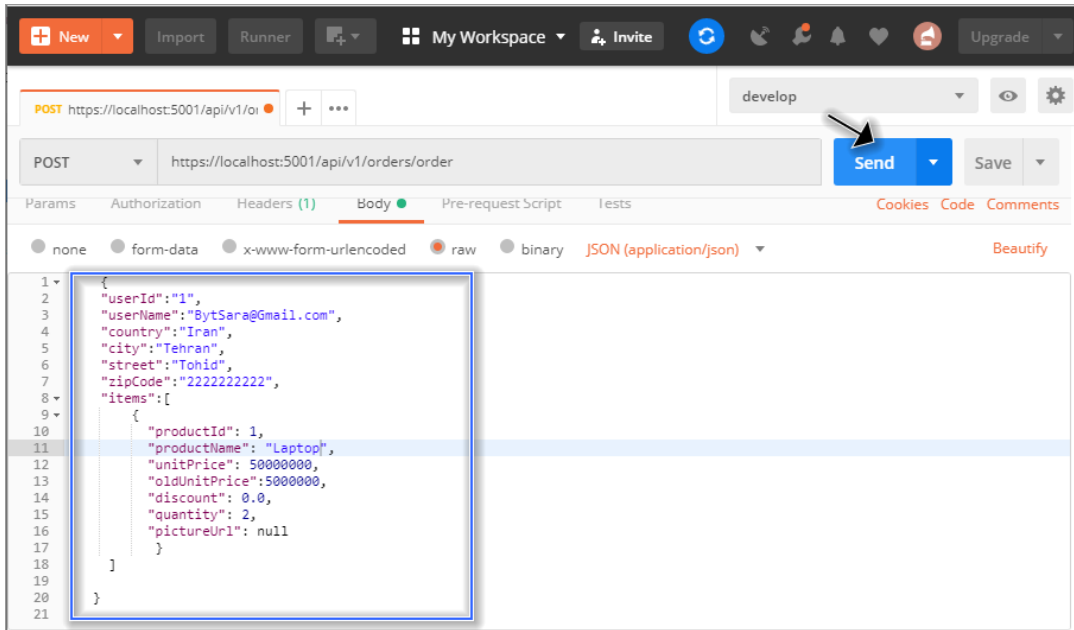 New Import Runner My Workspace Invite Upgrade
POST https://localhost:5001/api/v1/or + ••• develop
POST https://localhost:5001/api/v1/orders/order Send Save
Params Authorization Headers (1) Body Pre-request Script Tests Cookies Code Comments
none form-data x-www-form-urlencoded raw binary JSON (application/json) Beautify
1 {
2 "userId":"1",
3 "userName":"BytSara@Gmail.com",
4 "country":"Iran",
5 "city":"Tehran",
6 "street":"Tohid",
7 "zipCode":"2222222222",
8 "items":[
9 {
10 "productId": 1,
11 "productName": "Laptop",
12 "unitPrice": 50000000,
13 "oldUnitPrice":5000000,
14 "discount": 0.0,
15 "quantity": 2,
16 "pictureUrl": null
17 }
18 ]
19
20 }
21